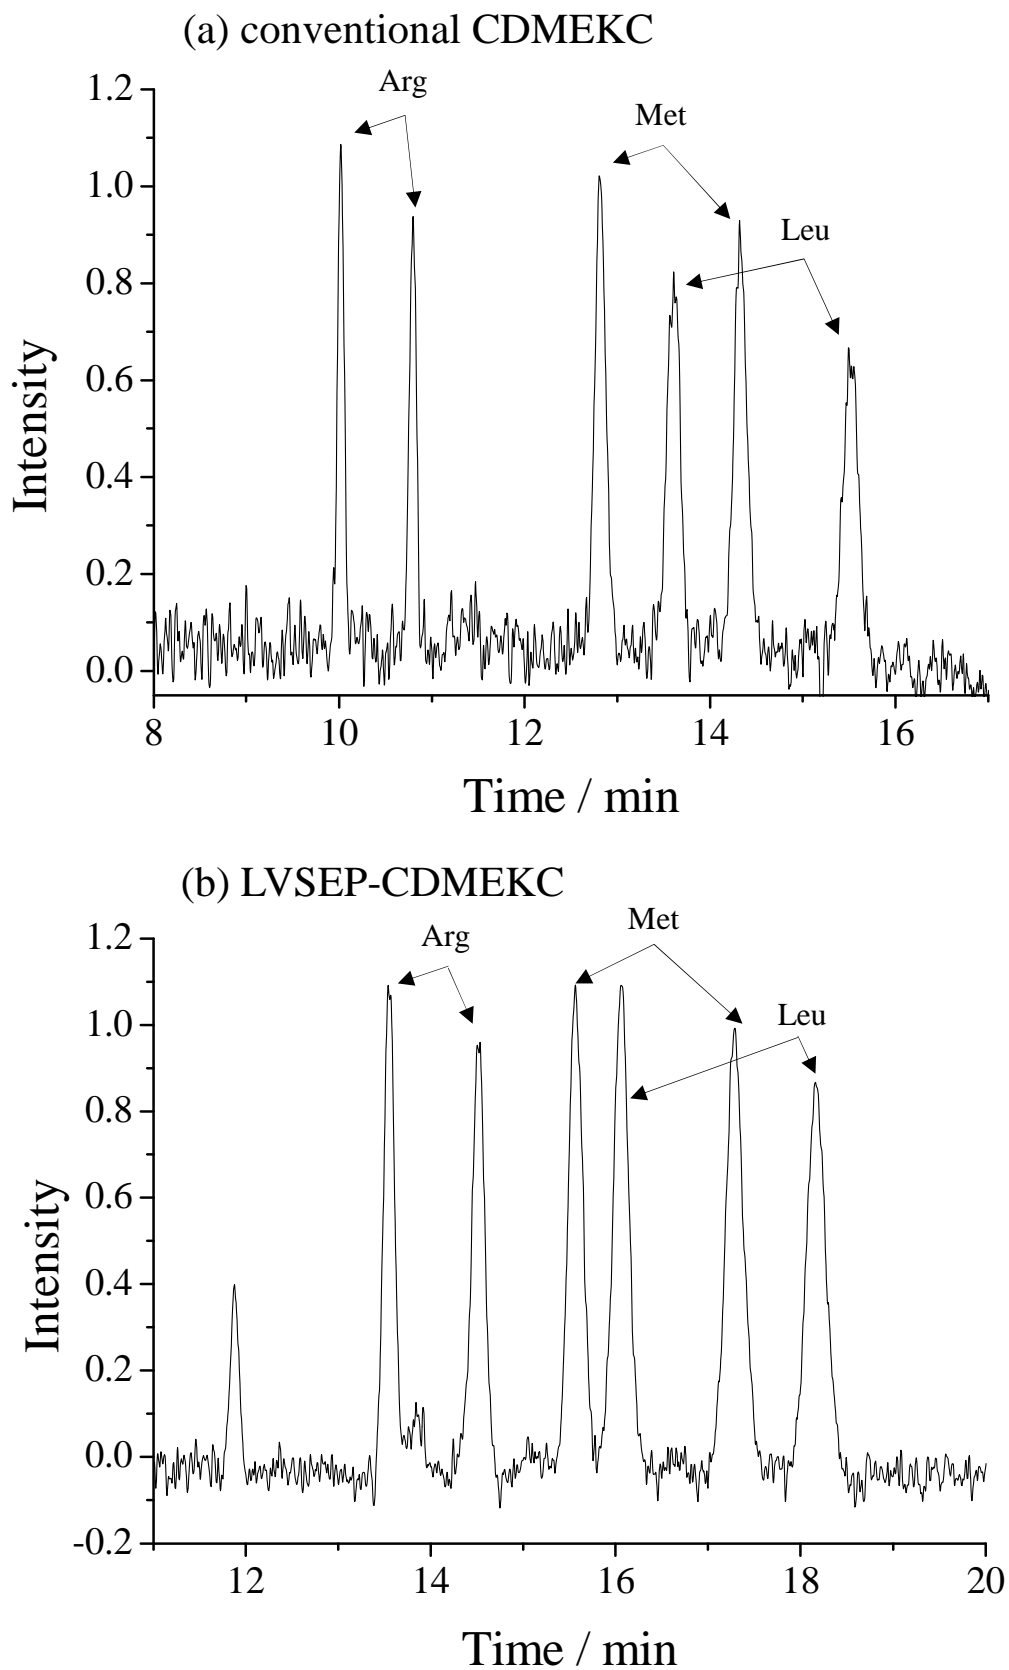 (a) conventional CDMEKC
Arg
Met
Leu
1.2
1.0
0.8
0.6
0.4
0.2
0.0
Intensity
8 10 12 14 16
Time / min
(b) LVSEP-CDMEKC
Arg
Met
Leu
1.2
1.0
0.8
0.6
0.4
0.2
0.0
-0.2
Intensity
12 14 16 18 20
Time / min